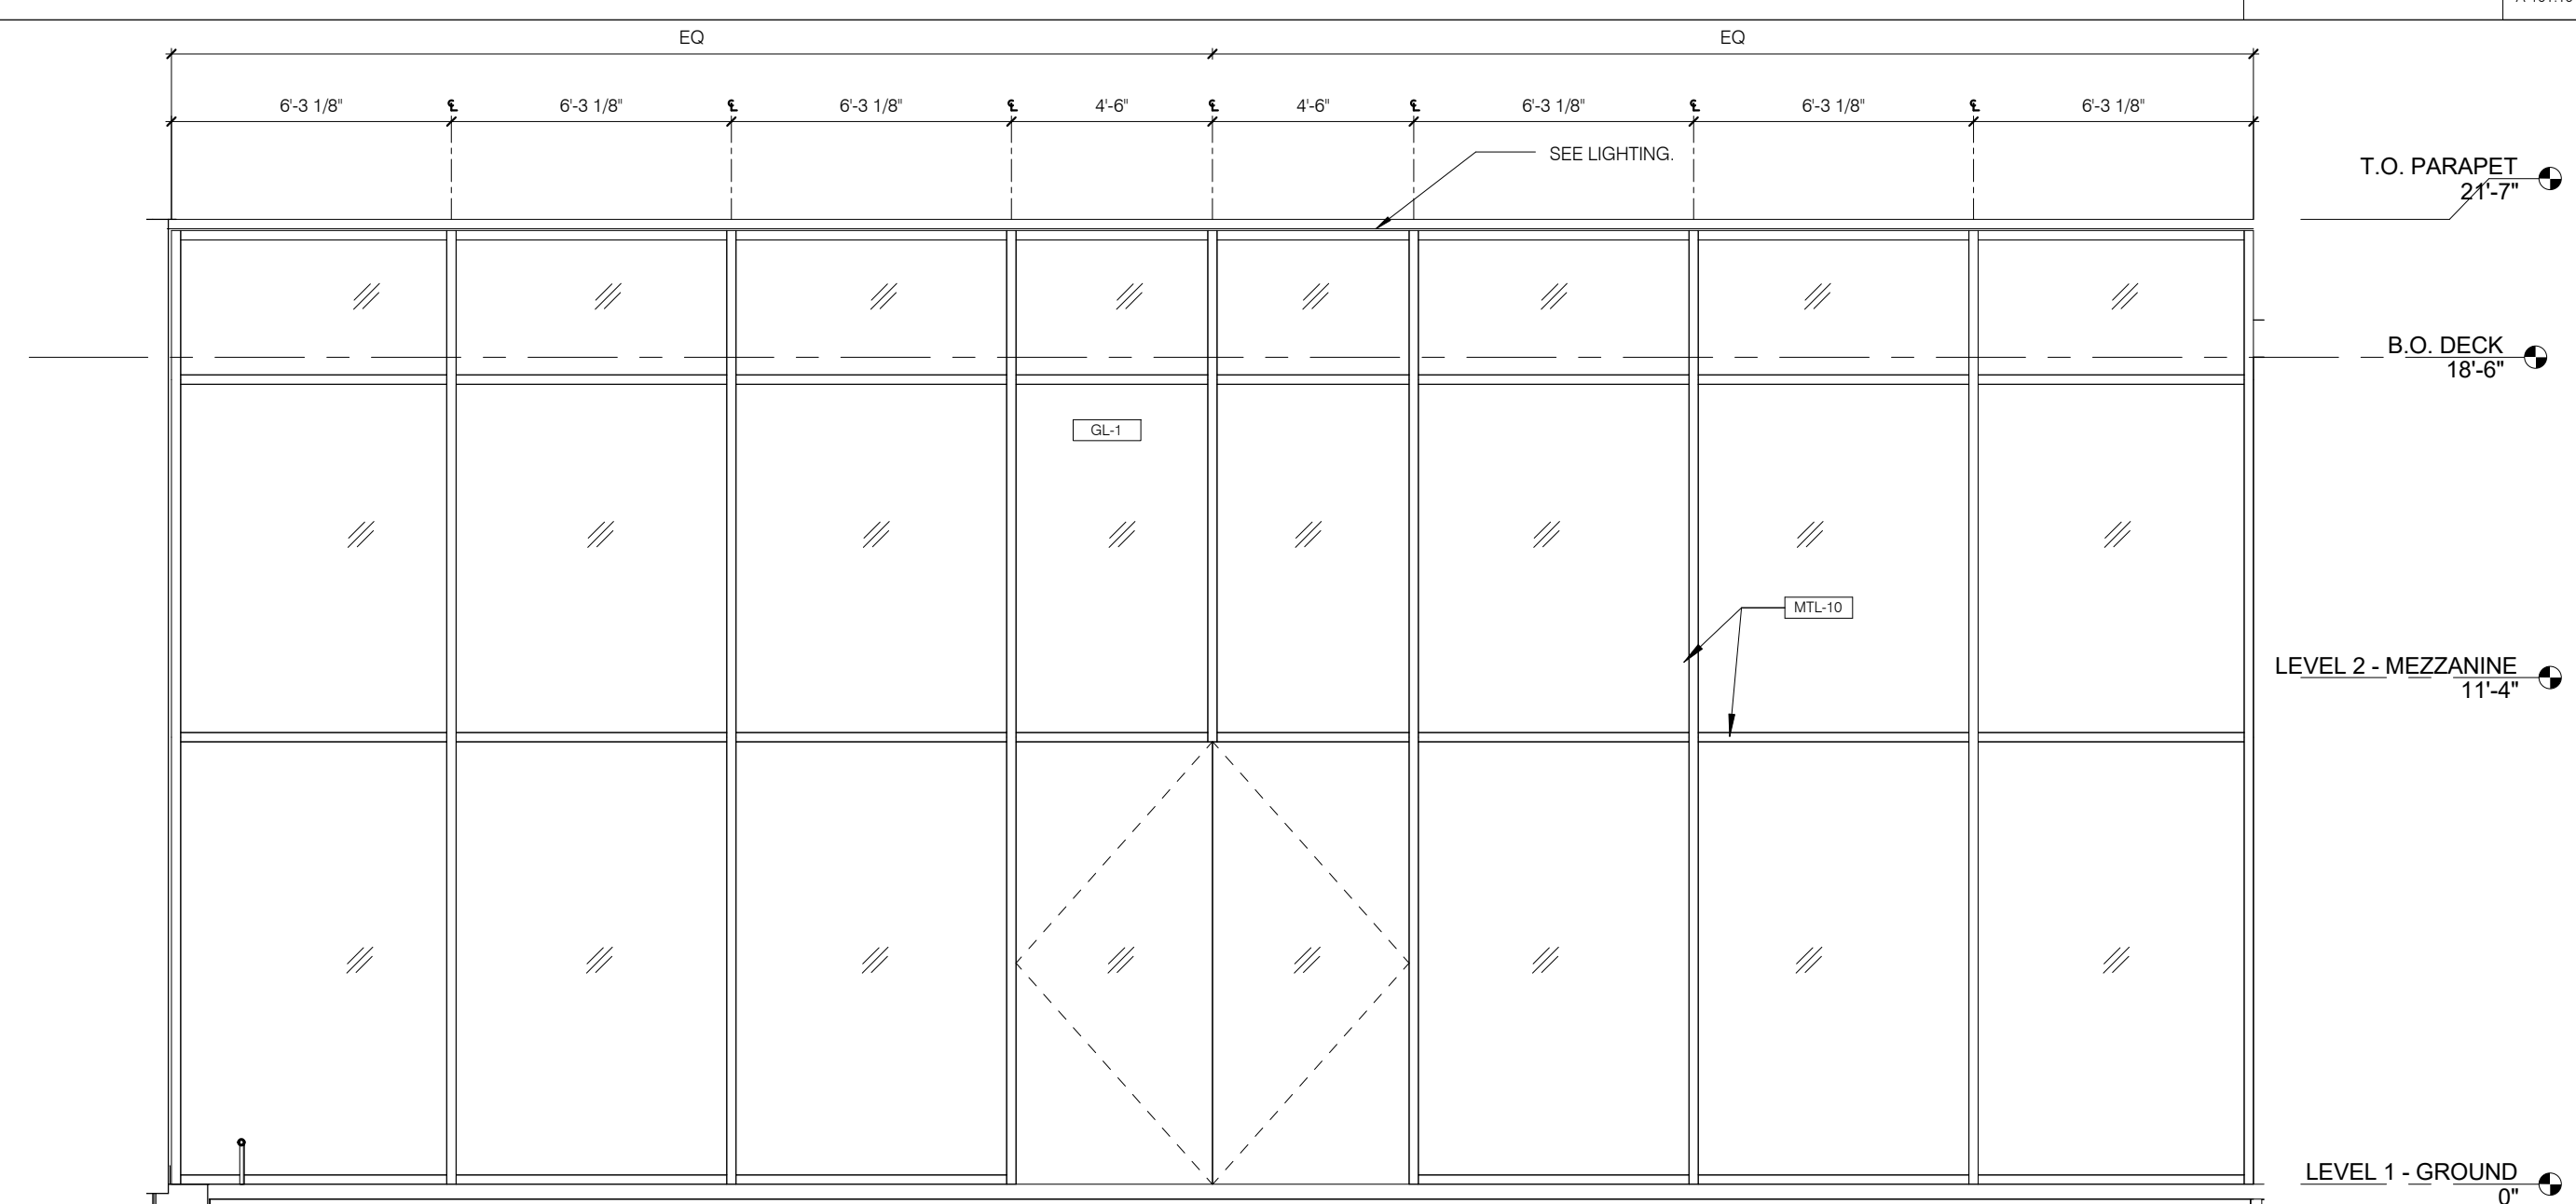 EQ
EQ
6'-3 1/8"
℄
6'-3 1/8"
℄
6'-3 1/8"
℄
4'-6"
℄
4'-6"
℄
6'-3 1/8"
℄
6'-3 1/8"
℄
6'-3 1/8"
SEE LIGHTING.
T.O. PARAPET
21'-7"
B.O. DECK
18'-6"
GL-1
MTL-10
LEVEL 2 - MEZZANINE
11'-4"
LEVEL 1 - GROUND
0"